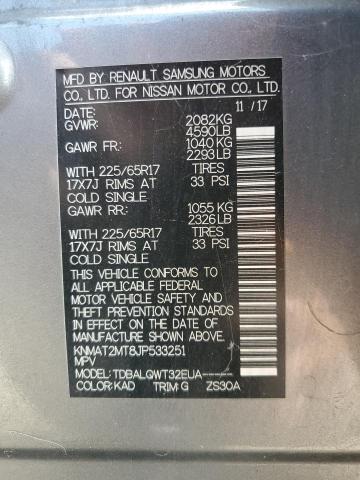 MFD BY RENAULT SAMSUNG MOTORS
CO., LTD. FOR NISSAN MOTOR CO., LTD.
DATE: 11 / 17
GVWR: 2082KG
4590LB
GAWR FR: 1040 KG
2293LB
WITH 225/65R17 TIRES
17X7J RIMS AT 33 PSI
COLD SINGLE
GAWR RR: 1055 KG
2326LB
WITH 225/65R17 TIRES
17X7J RIMS AT 33 PSI
COLD SINGLE
THIS VEHICLE CONFORMS TO
ALL APPLICABLE FEDERAL
MOTOR VEHICLE SAFETY AND
THEFT PREVENTION STANDARDS
IN EFFECT ON THE DATE OF
MANUFACTURE SHOWN ABOVE.
KNMAT2MT8JP533251
MPV
MODEL: TDBALQWT32EUA--------
COLOR: KAD TRIM: G ZS30A